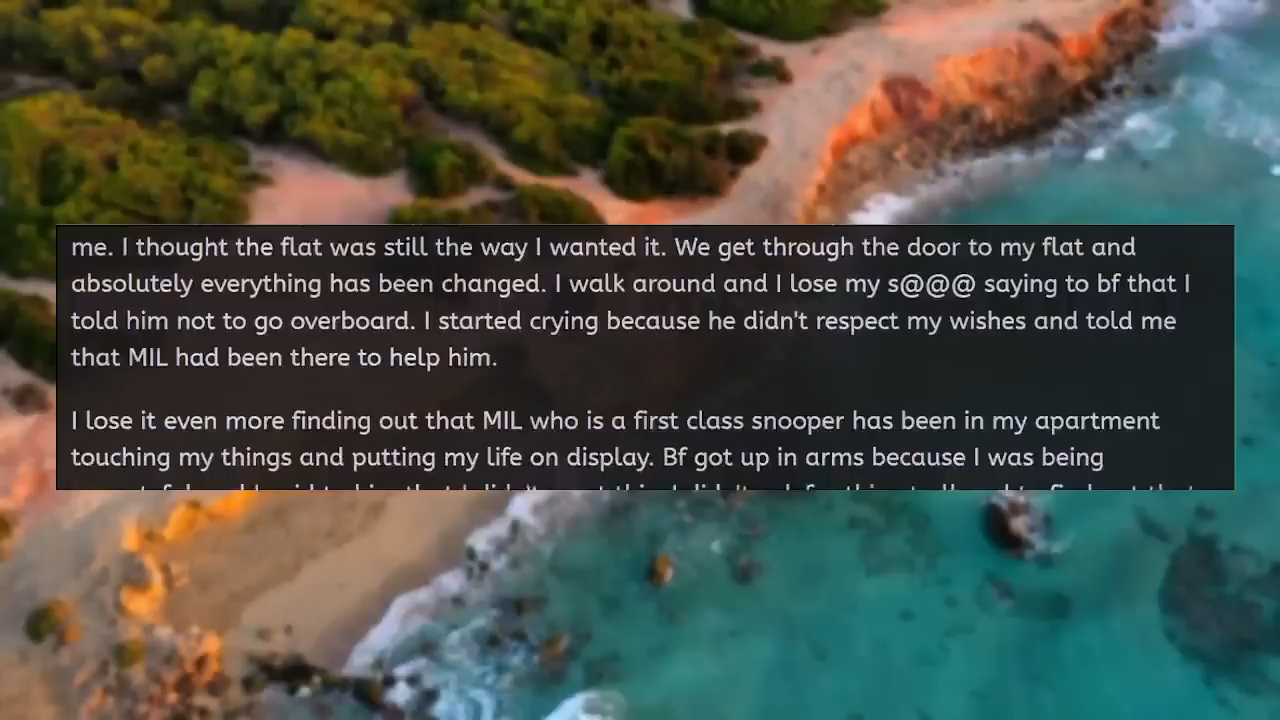 me. I thought the flat was still the way I wanted it. We get through the door to my flat and
absolutely everything has been changed. I walk around and I lose my s@@@ saying to bf that I
told him not to go overboard. I started crying because he didn't respect my wishes and told me
that MIL had been there to help him.
I lose it even more finding out that MIL who is a first class snooper has been in my apartment
touching my things and putting my life on display. Bf got up in arms because I was being